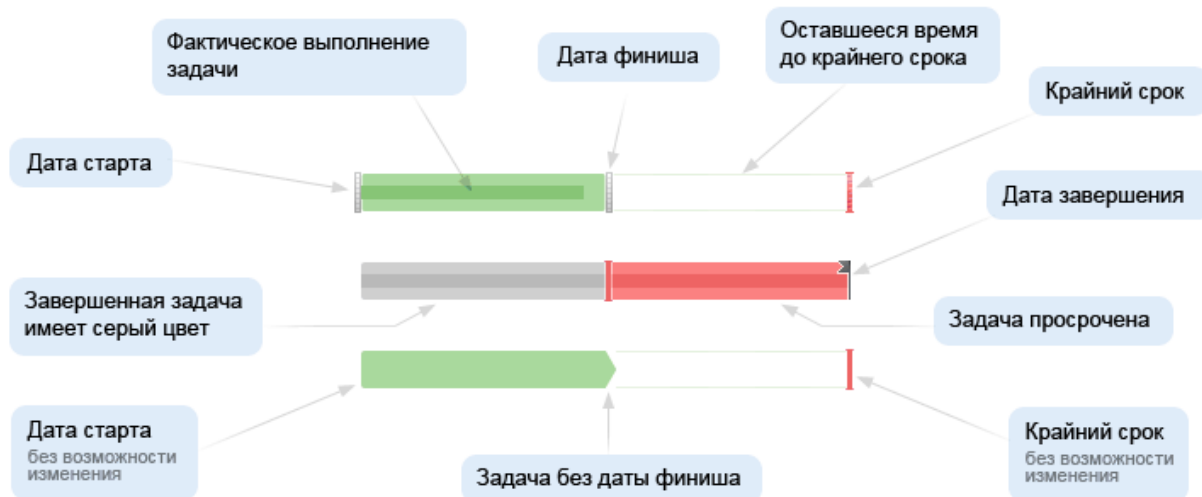 Фактическое выполнение
задачи
Дата финиша
Оставшееся время
до крайнего срока
Крайний срок
Дата старта
Дата завершения
Завершенная задача
имеет серый цвет
Задача просрочена
Дата старта
без возможности
изменения
Задача без даты финиша
Крайний срок
без возможности
изменения